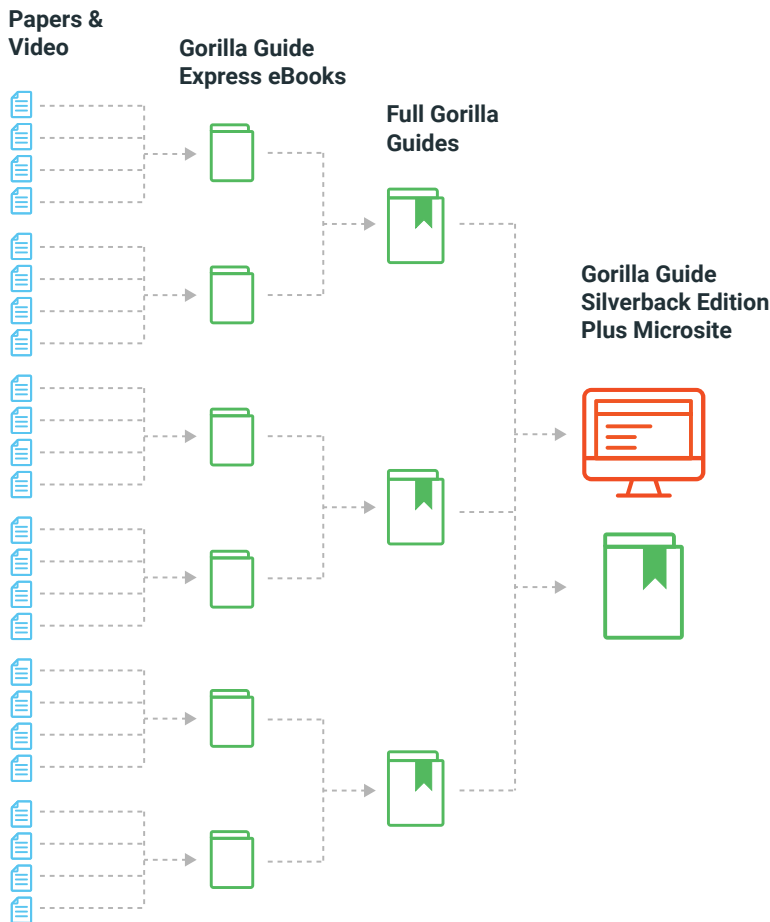 Papers &
Video
Gorilla Guide
Express eBooks
Full Gorilla
Guides
Gorilla Guide
Silverback Edition
Plus Microsite